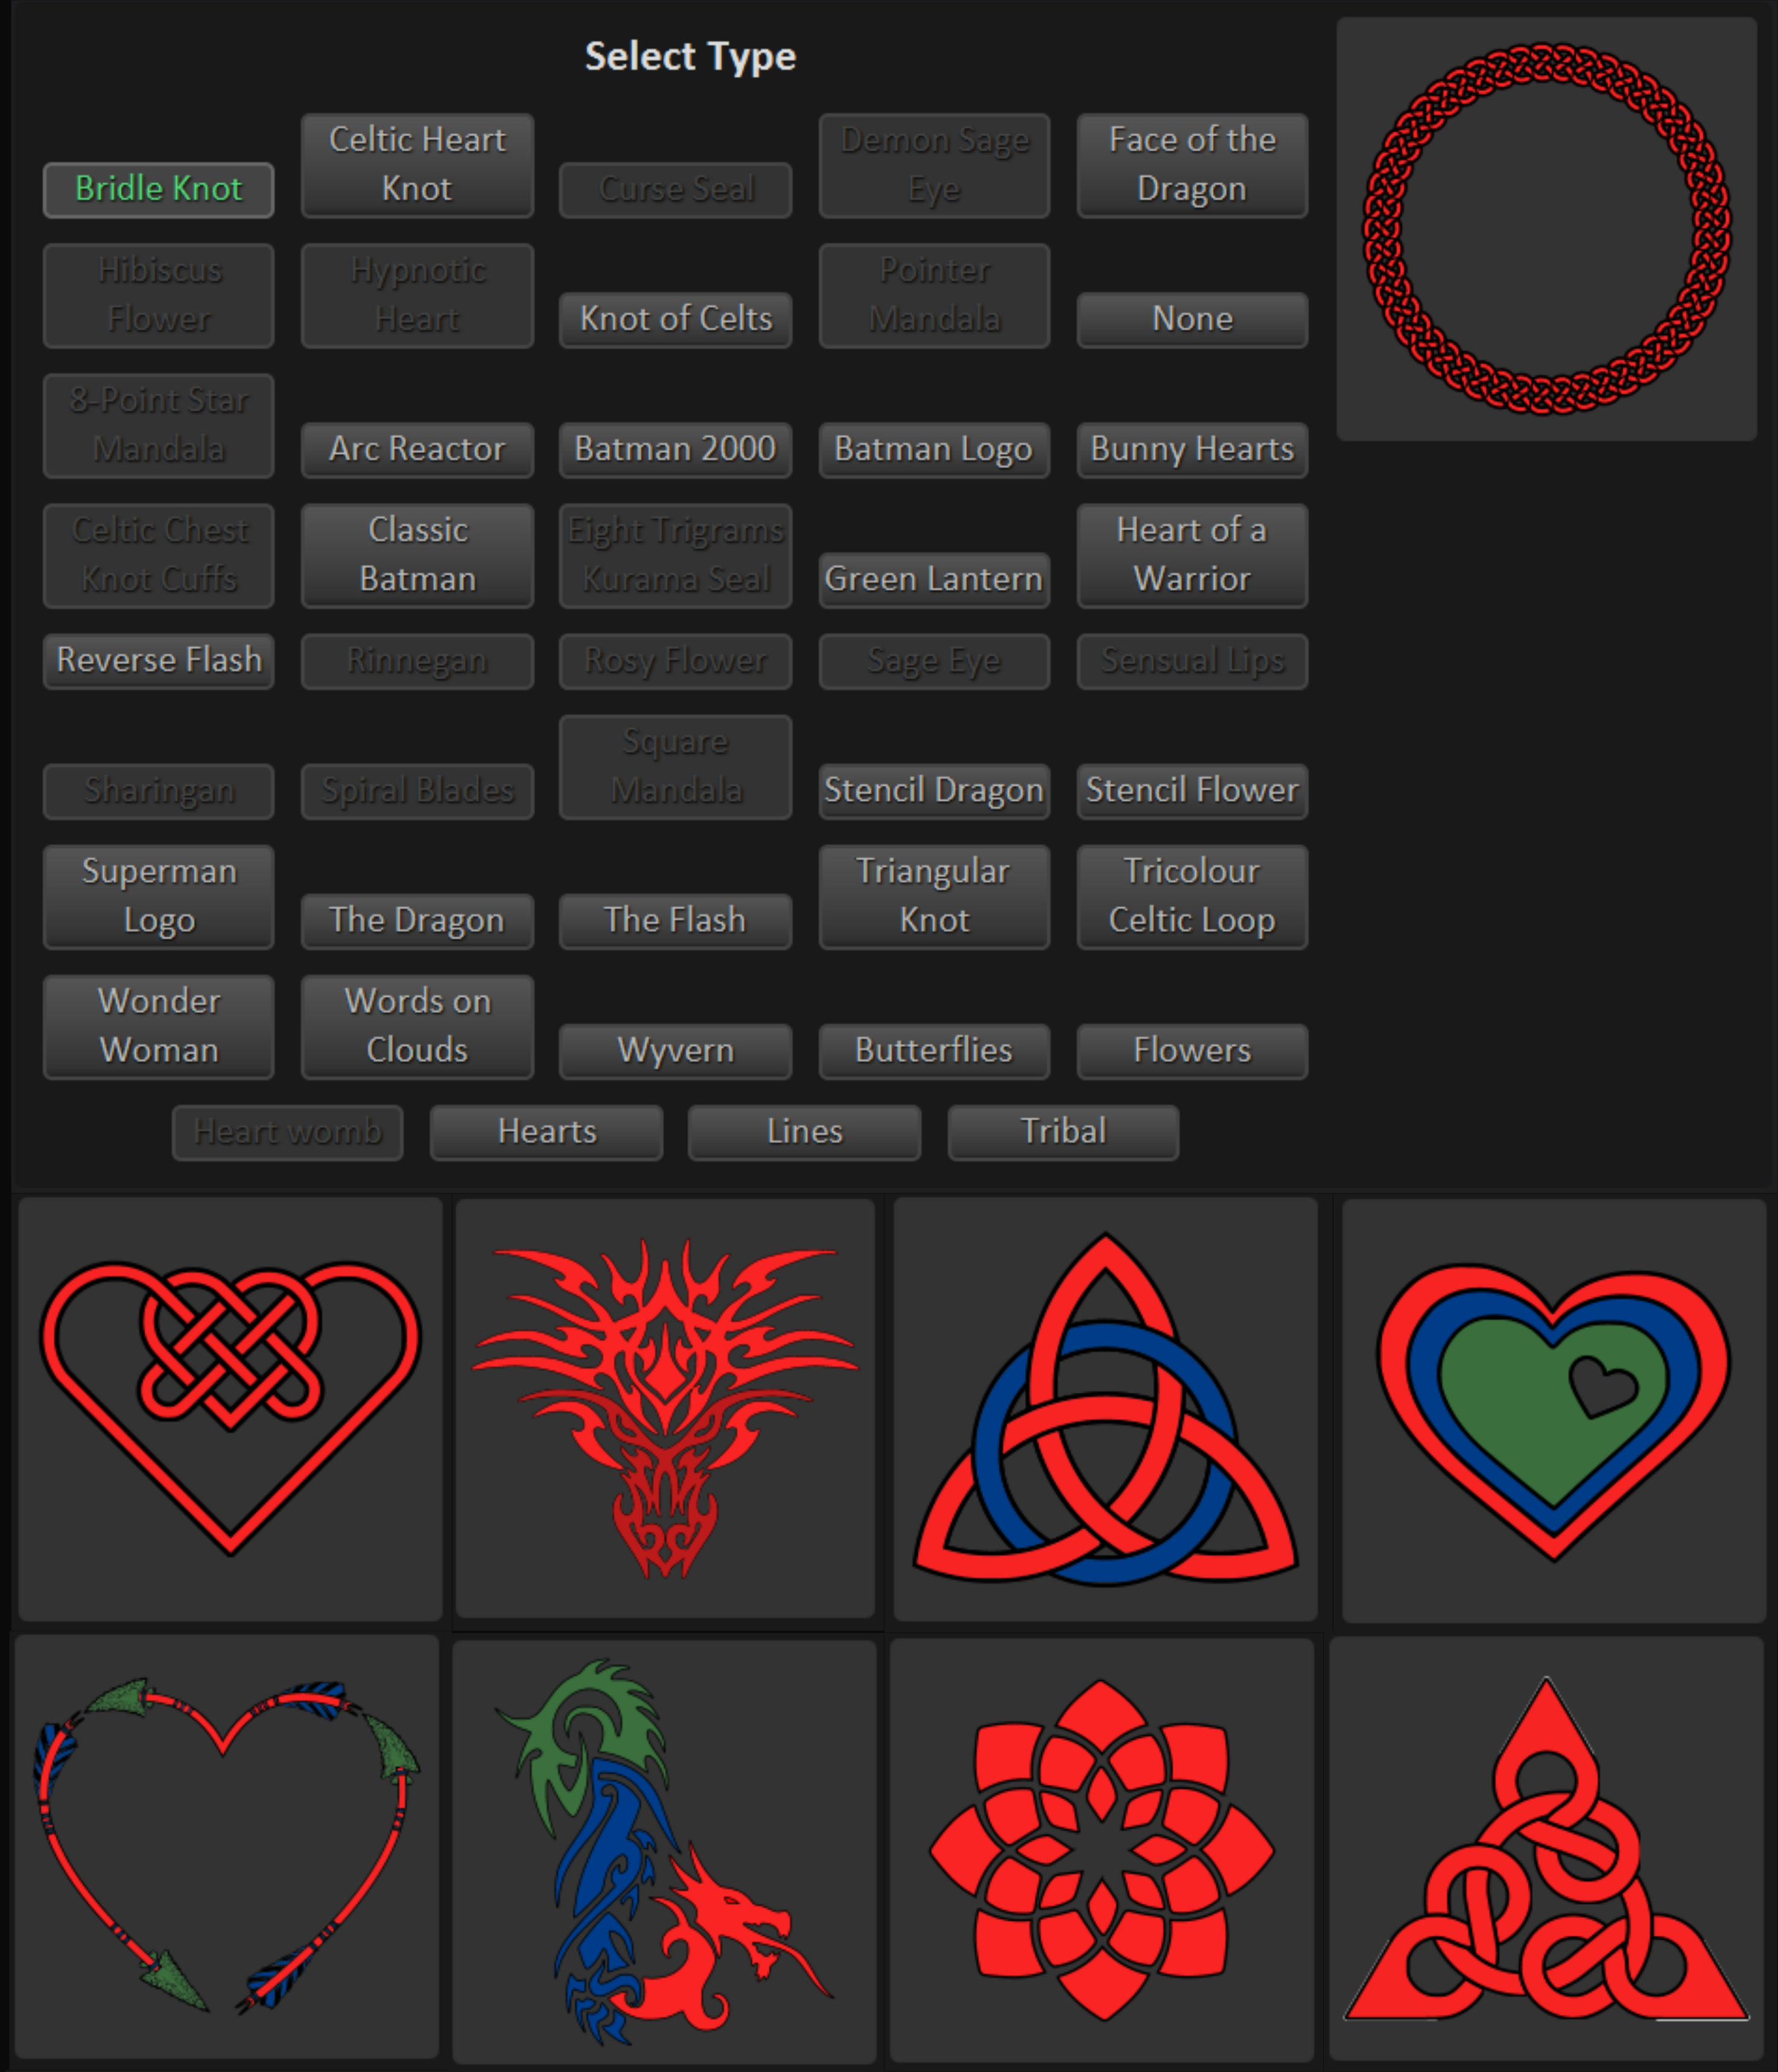 Select Type
Bridle Knot
Celtic Heart
Knot
Curse Seal
Demon Sage
Eye
Face of the
Dragon
Hibiscus
Flower
Hypnotic
Heart
Knot of Celts
Pointer
Mandala
None
8-Point Star
Mandala
Arc Reactor
Batman 2000
Batman Logo
Bunny Hearts
Celtic Chest
Knot Cuffs
Classic
Batman
Eight Trigrams
Kurama Seal
Green Lantern
Heart of a
Warrior
Reverse Flash
Rinnegan
Rosy Flower
Sage Eye
Sensual Lips
Sharingan
Spiral Blades
Square
Mandala
Stencil Dragon
Stencil Flower
Superman
Logo
The Dragon
The Flash
Triangular
Knot
Tricolour
Celtic Loop
Wonder
Woman
Words on
Clouds
Wyvern
Butterflies
Flowers
Heart womb
Hearts
Lines
Tribal